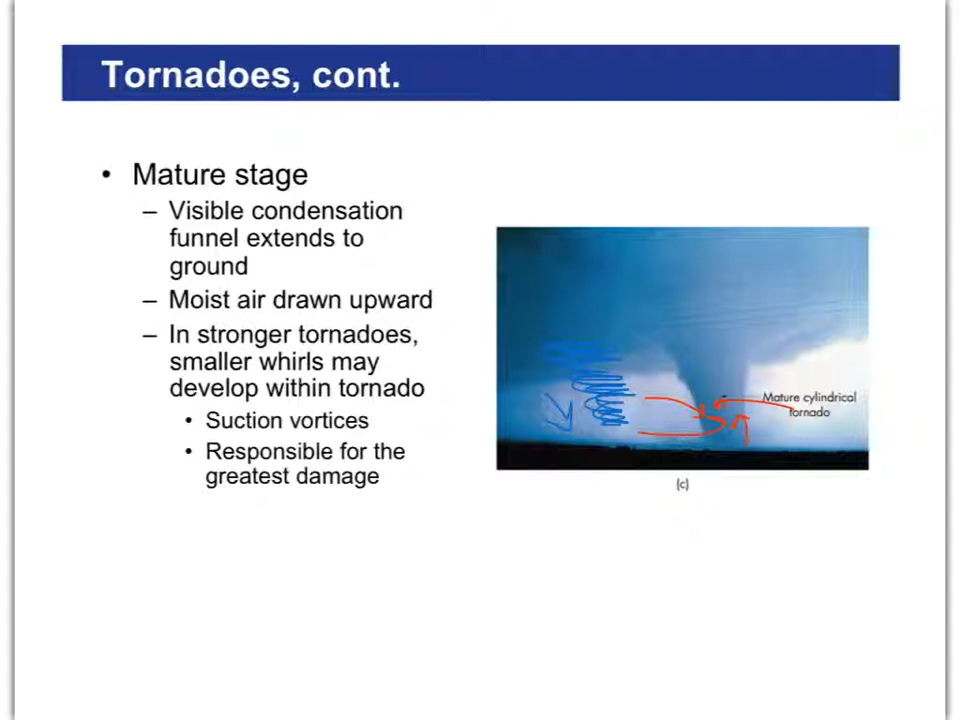 Tornadoes, cont.
• Mature stage
– Visible condensation
funnel extends to
ground
– Moist air drawn upward
– In stronger tornadoes,
smaller whirls may
develop within tornado
• Suction vortices
• Responsible for the
greatest damage
Mature cylindrical
tornado
(c)